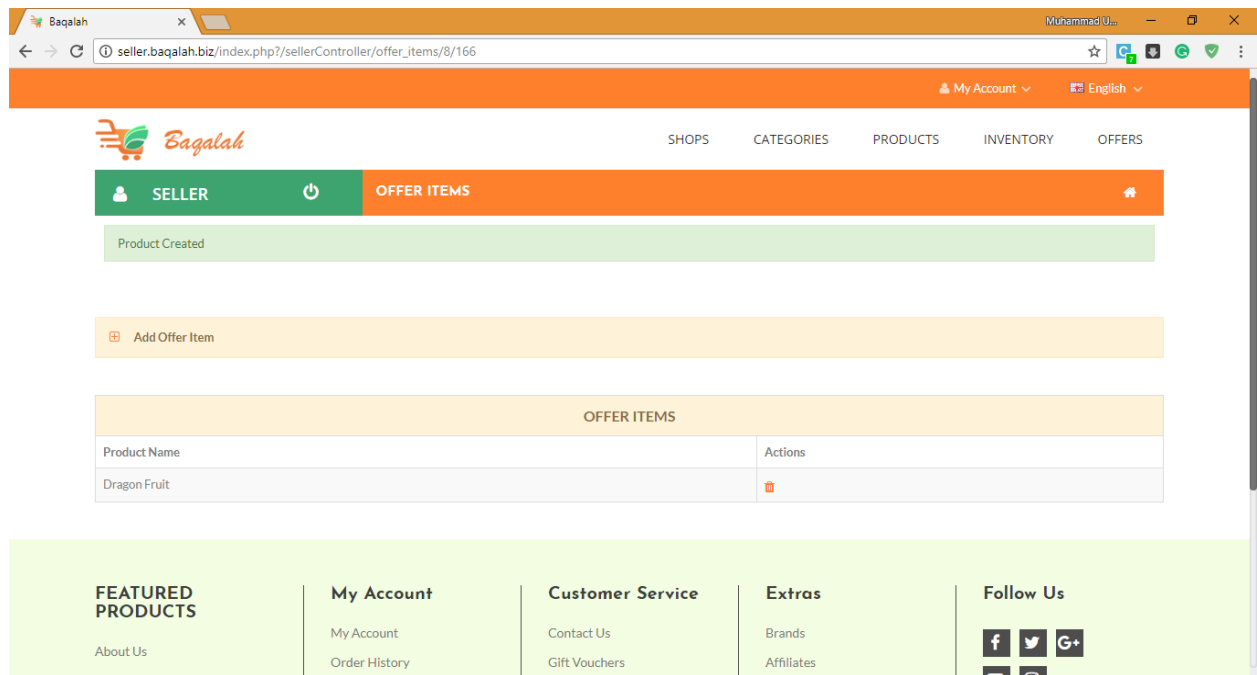 Baqalah
Muhammad U...
seller.baqalah.biz/index.php?/sellerController/offer_items/8/166
7
My Account
English
Baqalah
SHOPS CATEGORIES PRODUCTS INVENTORY OFFERS
SELLER
OFFER ITEMS
Product Created
Add Offer Item
OFFER ITEMS
Product Name Actions
Dragon Fruit
FEATURED
PRODUCTS
About Us
My Account
My Account
Order History
Customer Service
Contact Us
Gift Vouchers
Extras
Brands
Affiliates
Follow Us